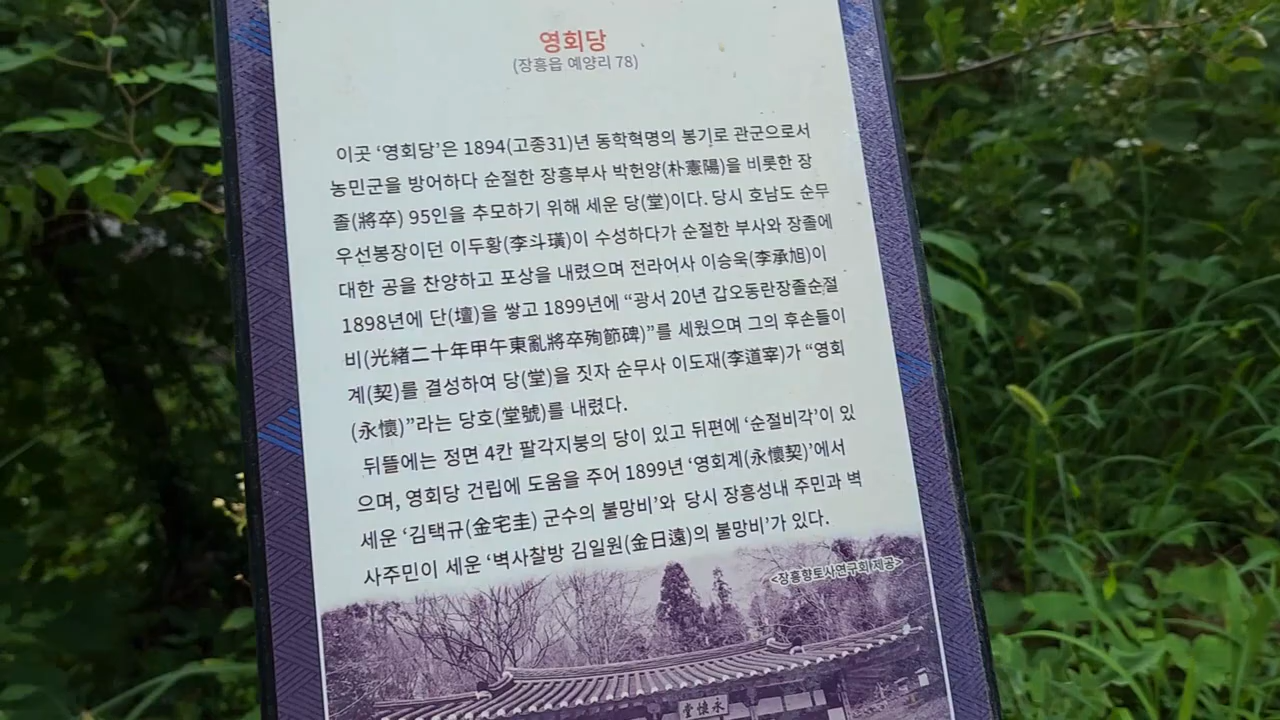 영회당
(장흥읍 예양리 78)
이곳 ‘영회당’은 1894(고종31)년 동학혁명의 봉기로 관군으로서
농민군을 방어하다 순절한 장흥부사 박헌양(朴憲陽)을 비롯한 장
졸(將卒) 95인을 추모하기 위해 세운 당(堂)이다. 당시 호남도 순무
우선봉장이던 이두황(李斗璜)이 수성하다가 순절한 부사와 장졸에
대한 공을 찬양하고 포상을 내렸으며 전라어사 이승욱(李承旭)이
1898년에 단(壇)을 쌓고 1899년에 “광서 20년 갑오동란장졸순절
비(光緖二十年甲午東亂將卒殉節碑)”를 세웠으며 그의 후손들이
계(契)를 결성하여 당(堂)을 짓자 순무사 이도재(李道宰)가 “영회
(永懷)”라는 당호(堂號)를 내렸다.
뒤뜰에는 정면 4칸 팔각지붕의 당이 있고 뒤편에 ‘순절비각’이 있
으며, 영회당 건립에 도움을 주어 1899년 ‘영회계(永懷契)’에서
세운 ‘김택규(金宅圭) 군수의 불망비’와 당시 장흥성내 주민과 벽
사주민이 세운 ‘벽사찰방 김일원(金日遠)의 불망비’가 있다.
<장흥향토사연구회 제공>
堂懷永